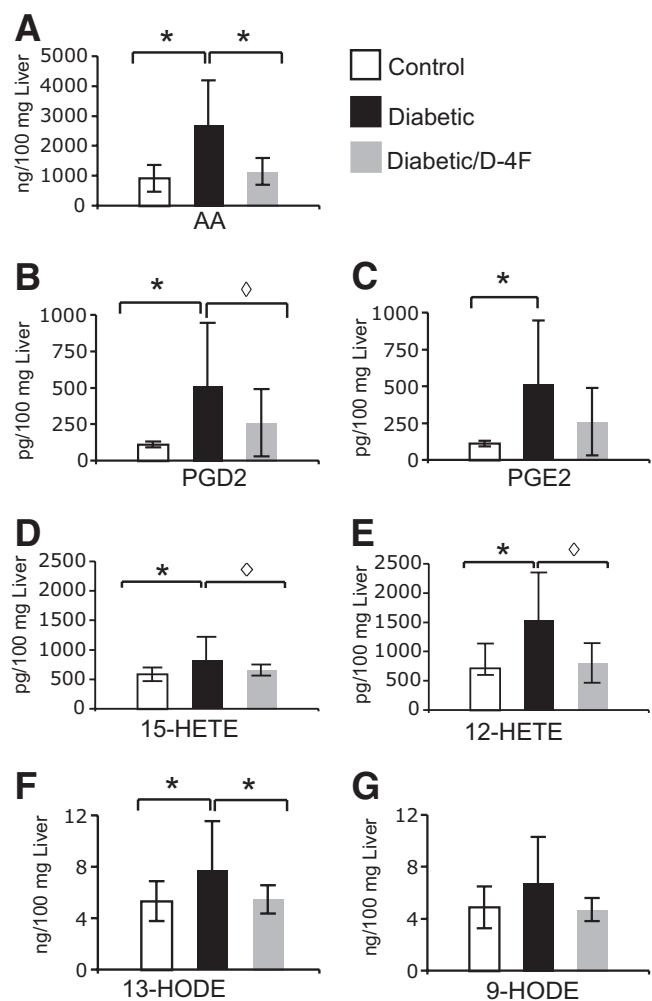 A
* *
5000
4000
3000
2000
1000
0
ng/100 mg Liver
AA
Control
Diabetic
Diabetic/D-4F
B
* ◊
1000
750
500
250
0
pg/100 mg Liver
PGD2
C
*
1000
750
500
250
0
pg/100 mg Liver
PGE2
D
* ◊
2500
2000
1500
1000
500
0
pg/100 mg Liver
15-HETE
E
* ◊
2500
2000
1500
1000
500
0
pg/100 mg Liver
12-HETE
F
* *
12
8
4
0
ng/100 mg Liver
13-HODE
G
12
8
4
0
ng/100 mg Liver
9-HODE